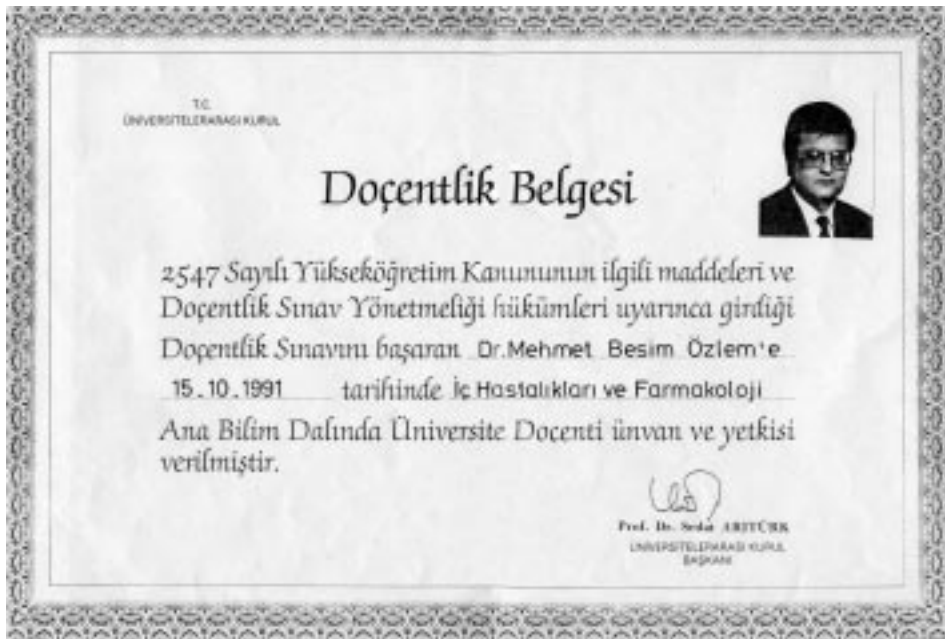 T.C.
ÜNİVERSİTELERARASI KURUL
Doçentlik Belgesi
2547 Sayılı Yükseköğretim Kanununun ilgili maddeleri ve
Doçentlik Sınav Yönetmeliği hükümleri uyarınca girdiği
Doçentlik Sınavını başaran Dr.Mehmet Besim Özlem'e
15.10.1991 tarihinde İç Hastalıkları ve Farmakoloji
Ana Bilim Dalında Üniversite Doçenti ünvan ve yetkisi
verilmiştir.
Prof. Dr. Sedat ARITÜRK
ÜNİVERSİTELERARASI KURUL
BAŞKANI